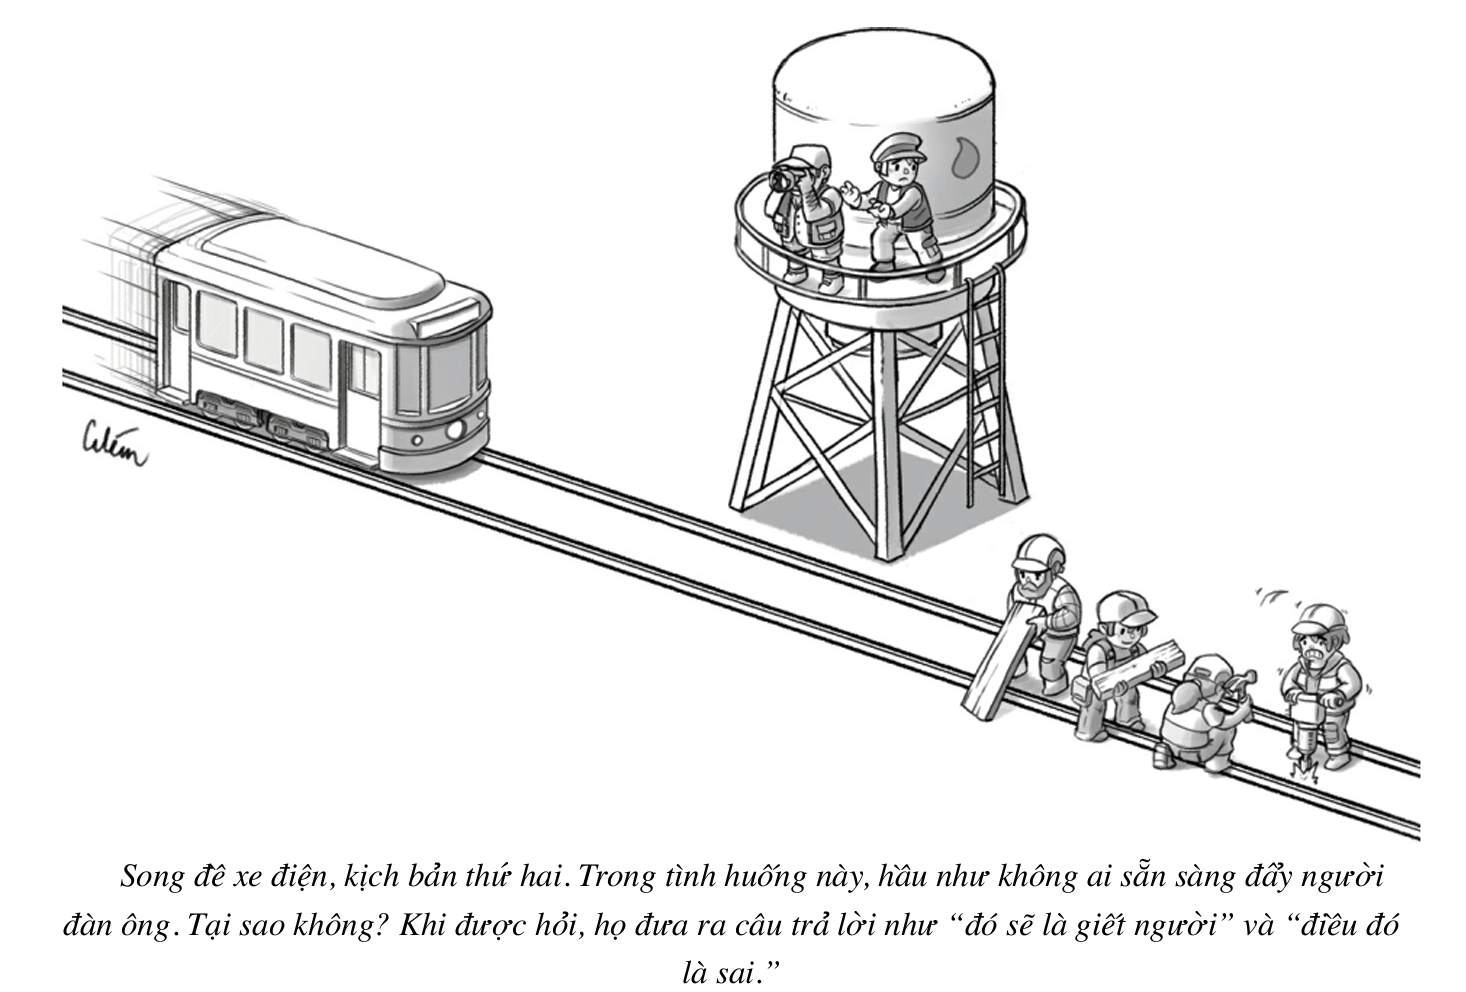 Song đề xe điện, kịch bản thứ hai. Trong tình huống này, hầu như không ai sẵn sàng đẩy người
đàn ông. Tại sao không? Khi được hỏi, họ đưa ra câu trả lời như “đó sẽ là giết người” và “điều đó
là sai.”